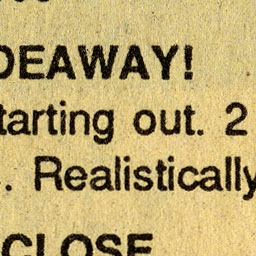 DEAWAY!
tarting out. 2
. Realistically
CLOSE